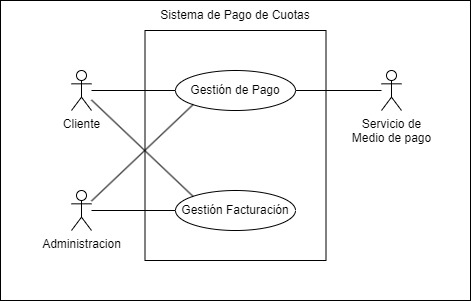 Sistema de Pago de Cuotas
Gestión de Pago
Cliente
Servicio de
Medio de pago
Gestión Facturación
Administracion